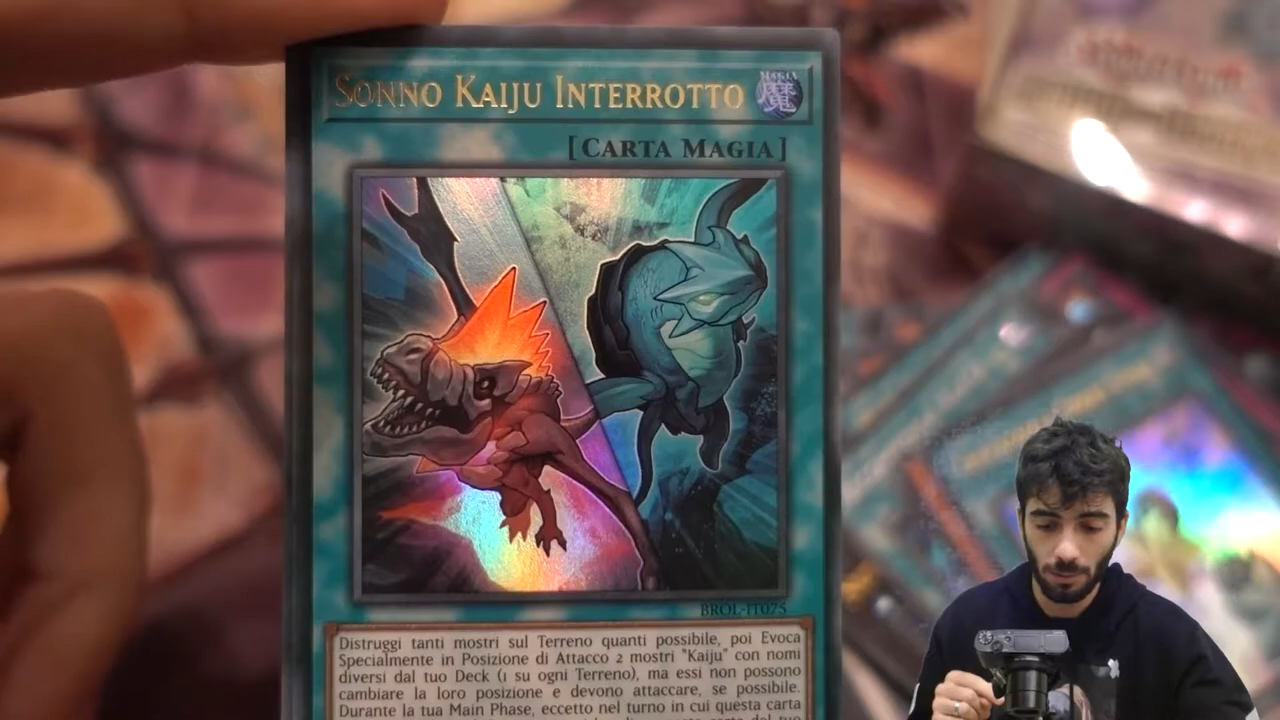 SONNO KAIJU INTERROTTO
MAGIA
魔
[CARTA MAGIA]
BROL-IT075
Distruggi tanti mostri sul Terreno quanti possibile, poi Evoca
Specialmente in Posizione di Attacco 2 mostri "Kaiju" con nomi
diversi dal tuo Deck (1 su ogni Terreno), ma essi non possono
cambiare la loro posizione e devono attaccare, se possibile.
Durante la tua Main Phase, eccetto nel turno in cui questa carta